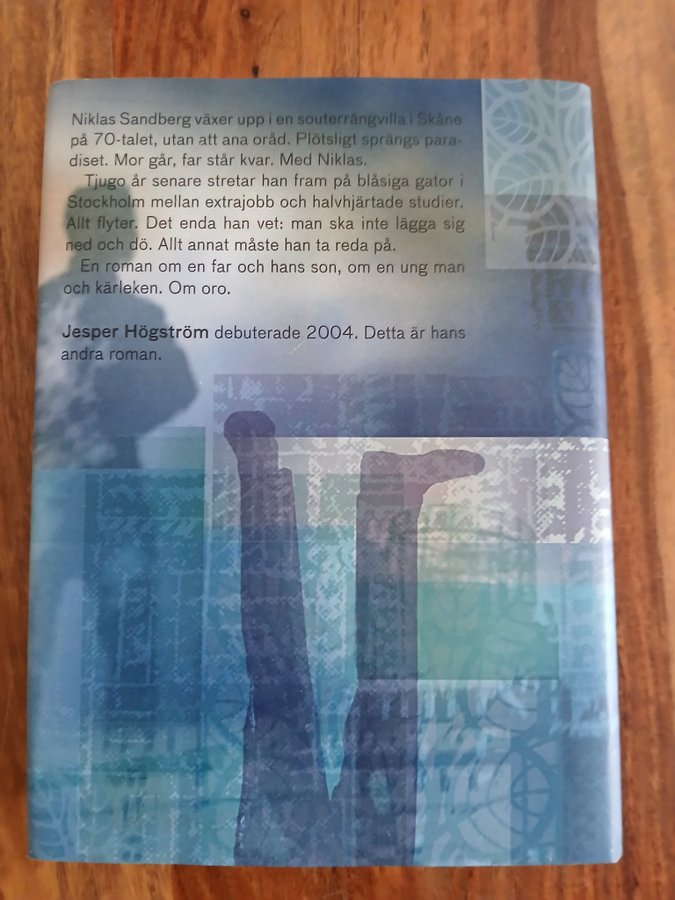 Niklas Sandberg växer upp i en souterrängvilla i Skåne
på 70-talet, utan att ana oråd. Plötsligt sprängs para-
diset. Mor går, far står kvar. Med Niklas.
Tjugo år senare stretar han fram på blåsiga gator i
Stockholm mellan extrajobb och halvhjärtade studier.
Allt flyter. Det enda han vet: man ska inte lägga sig
ned och dö. Allt annat måste han ta reda på.
En roman om en far och hans son, om en ung man
och kärleken. Om oro.
Jesper Högström debuterade 2004. Detta är hans
andra roman.